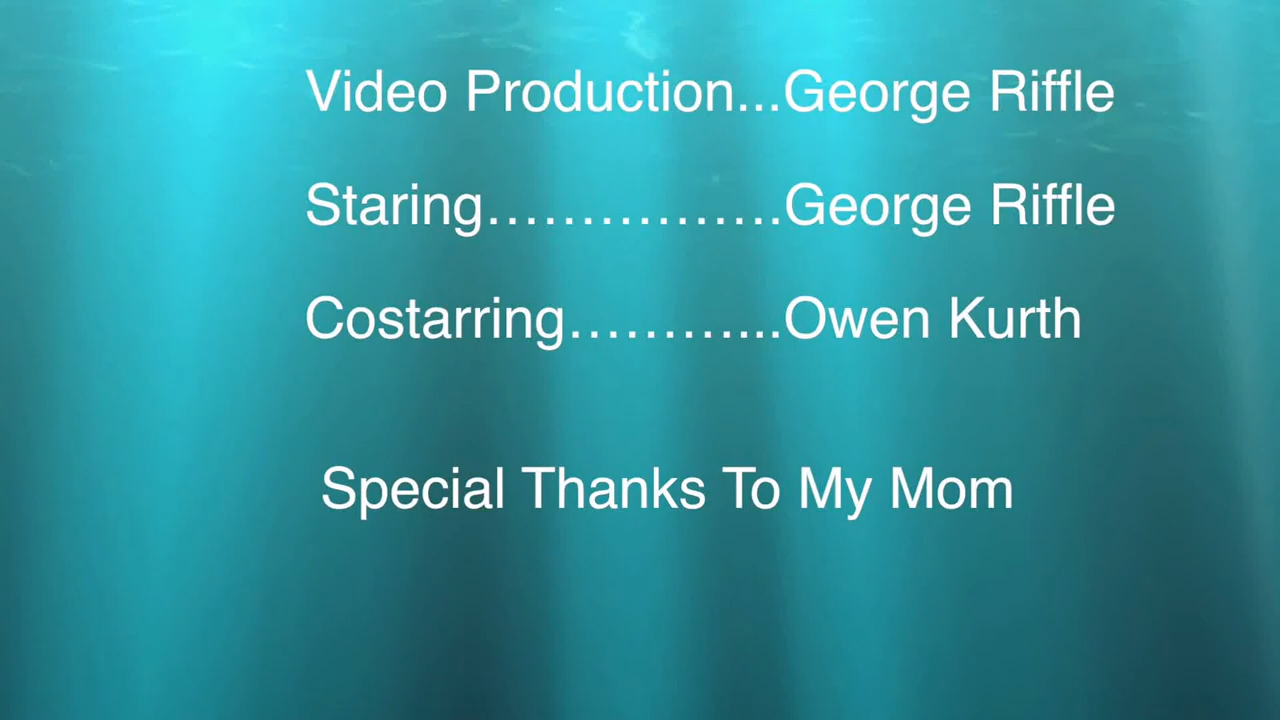 Video Production...George Riffle
Staring…………….George Riffle
Costarring………...Owen Kurth
Special Thanks To My Mom